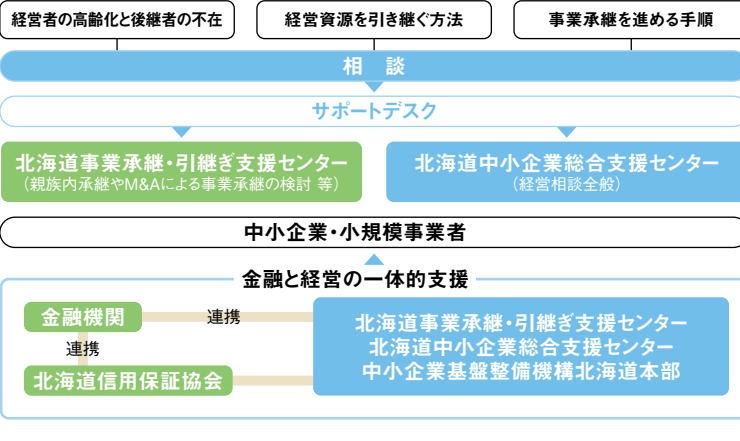 経営者の高齢化と後継者の不在
経営資源を引き継ぐ方法
事業承継を進める手順
相　談
サポートデスク
北海道事業承継・引継ぎ支援センター
（親族内承継やM&Aによる事業承継の検討 等）
北海道中小企業総合支援センター
（経営相談全般）
中小企業・小規模事業者
金融と経営の一体的支援
金融機関
連携
連携
北海道信用保証協会
北海道事業承継・引継ぎ支援センター
北海道中小企業総合支援センター
中小企業基盤整備機構北海道本部